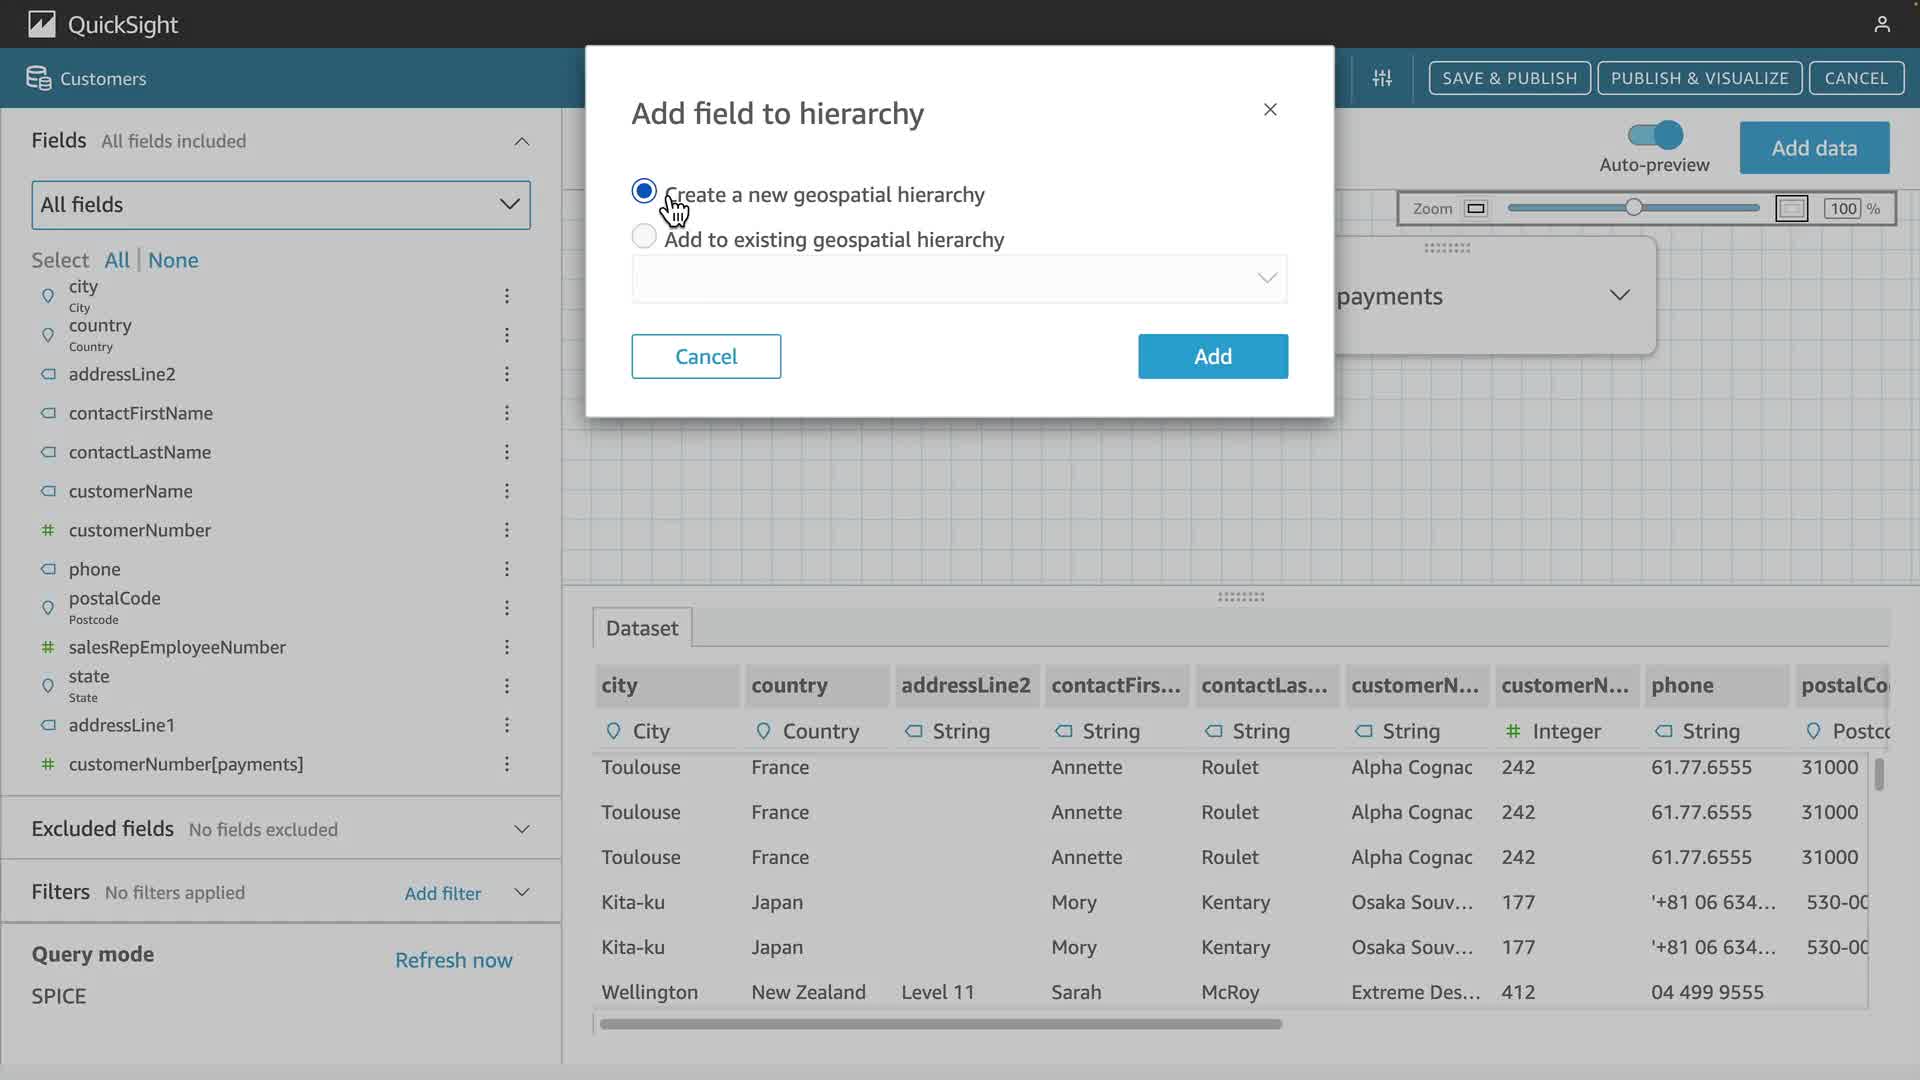 QuickSight
Customers
SAVE & PUBLISH
PUBLISH & VISUALIZE
CANCEL
Fields All fields included
All fields
Select All None
city
City
country
Country
addressLine2
contactFirstName
contactLastName
customerName
customerNumber
phone
postalCode
Postcode
salesRepEmployeeNumber
state
State
addressLine1
customerNumber[payments]
Excluded fields No fields excluded
Filters No filters applied Add filter
Query mode
Refresh now
SPICE
Add field to hierarchy
Create a new geospatial hierarchy
Add to existing geospatial hierarchy
Cancel
Add
Auto-preview
Add data
Zoom 100 %
payments
Dataset
city country addressLine2 contactFirs... contactLas... customerN... customerN... phone postalCo
City Country String String String String Integer String Postco
Toulouse France Annette Roulet Alpha Cognac 242 61.77.6555 31000
Toulouse France Annette Roulet Alpha Cognac 242 61.77.6555 31000
Toulouse France Annette Roulet Alpha Cognac 242 61.77.6555 31000
Kita-ku Japan Mory Kentary Osaka Souv... 177 '+81 06 634... 530-00
Kita-ku Japan Mory Kentary Osaka Souv... 177 '+81 06 634... 530-00
Wellington New Zealand Level 11 Sarah McRoy Extreme Des... 412 04 499 9555